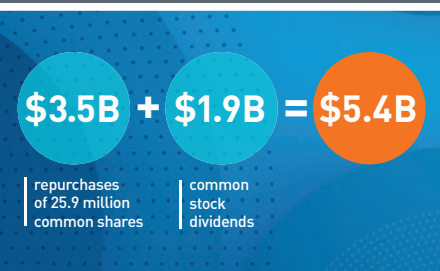 $3.5B + $1.9B = $5.4B
repurchases
of 25.9 million
common shares
common
stock
dividends